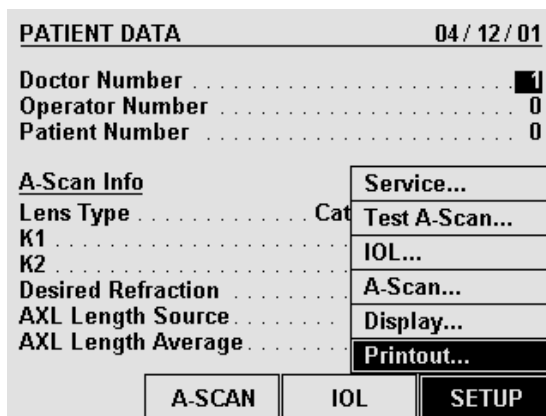 PATIENT DATA 04/12/01
Doctor Number . . . . . . . . . . . . . . . . . . . . . . . . 1
Operator Number . . . . . . . . . . . . . . . . . . . . . . 0
Patient Number . . . . . . . . . . . . . . . . . . . . . . . 0
A-Scan Info
Lens Type . . . . . . . . . . . . . Cat
K1 . . . . . . . . . . . . . . . . . . . . . .
K2 . . . . . . . . . . . . . . . . . . . . . .
Desired Refraction . . . . . . . .
AXL Length Source . . . . . . .
AXL Length Average . . . . . . .
Service...
Test A-Scan...
IOL...
A-Scan...
Display...
Printout...
A-SCAN IOL SETUP